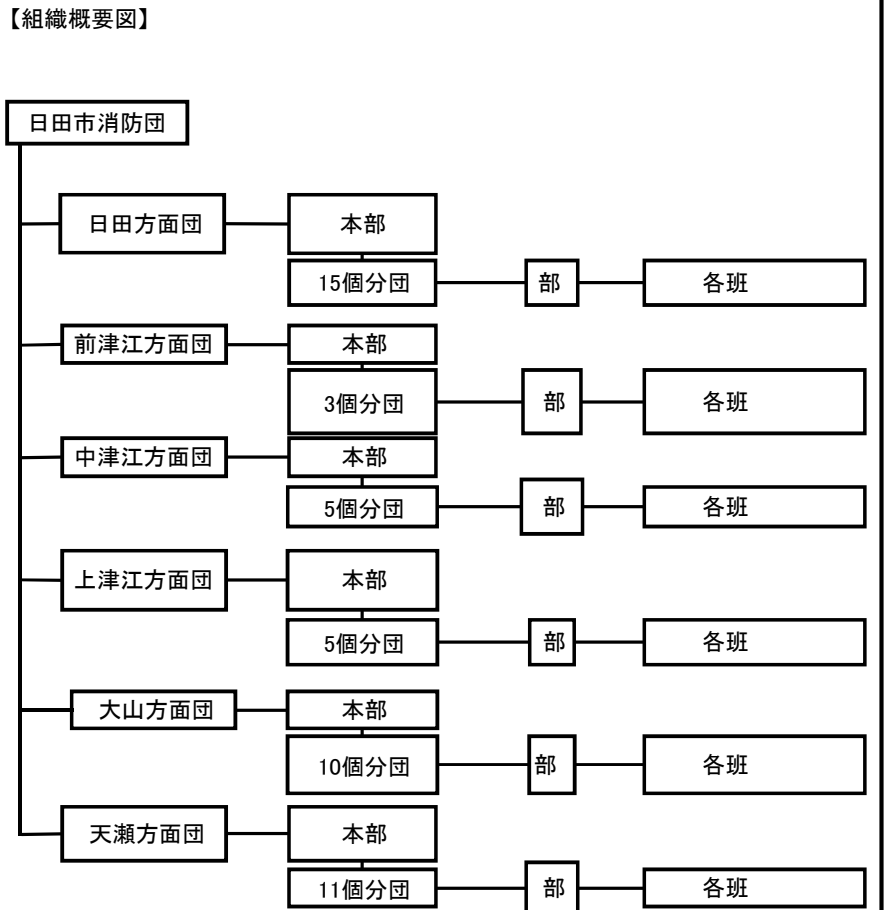 【組織概要図】
日田市消防団
日田方面団 本部
15個分団 部 各班
前津江方面団 本部
3個分団 部 各班
中津江方面団 本部
5個分団 部 各班
上津江方面団 本部
5個分団 部 各班
大山方面団 本部
10個分団 部 各班
天瀬方面団 本部
11個分団 部 各班